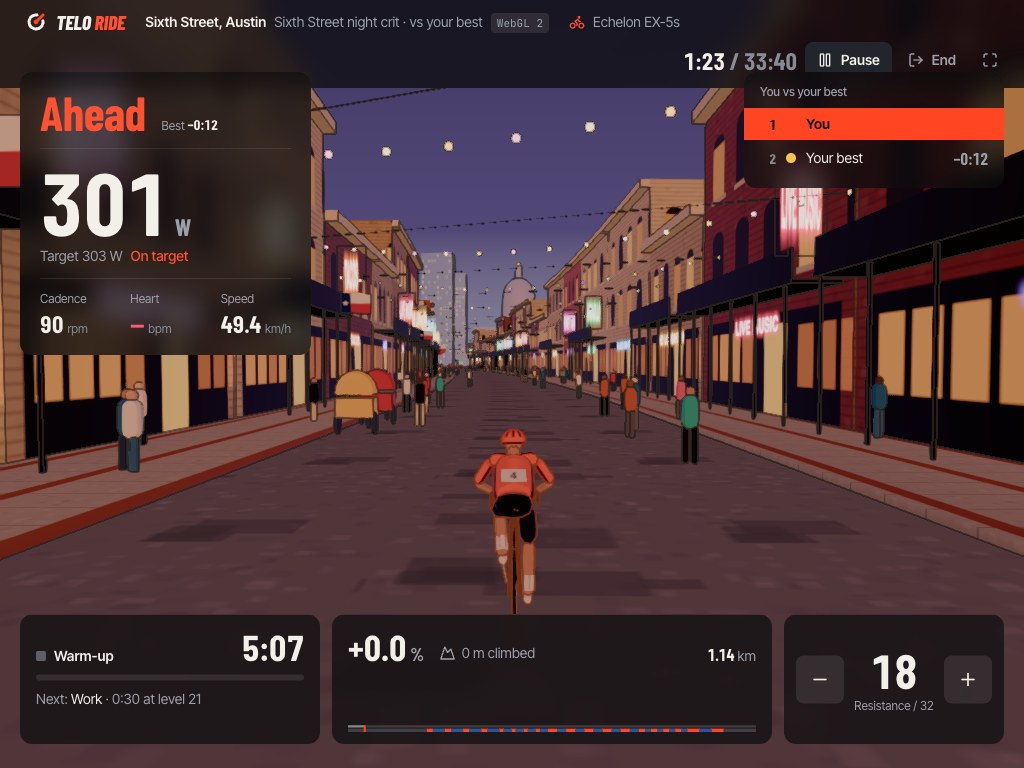 TELO RIDE Sixth Street, Austin Sixth Street night crit · vs your best WebGL 2 Echelon EX-5s
1:23 / 33:40 Pause End
Ahead Best −0:12
301 W
Target 303 W On target
Cadence Heart Speed
90 rpm bpm 49.4 km/h
You vs your best
1 You
2 Your best −0:12
LIVE MUSIC
4
Warm-up 5:07
Next: Work · 0:30 at level 21
+0.0 % 0 m climbed 1.14 km
− 18 +
Resistance / 32